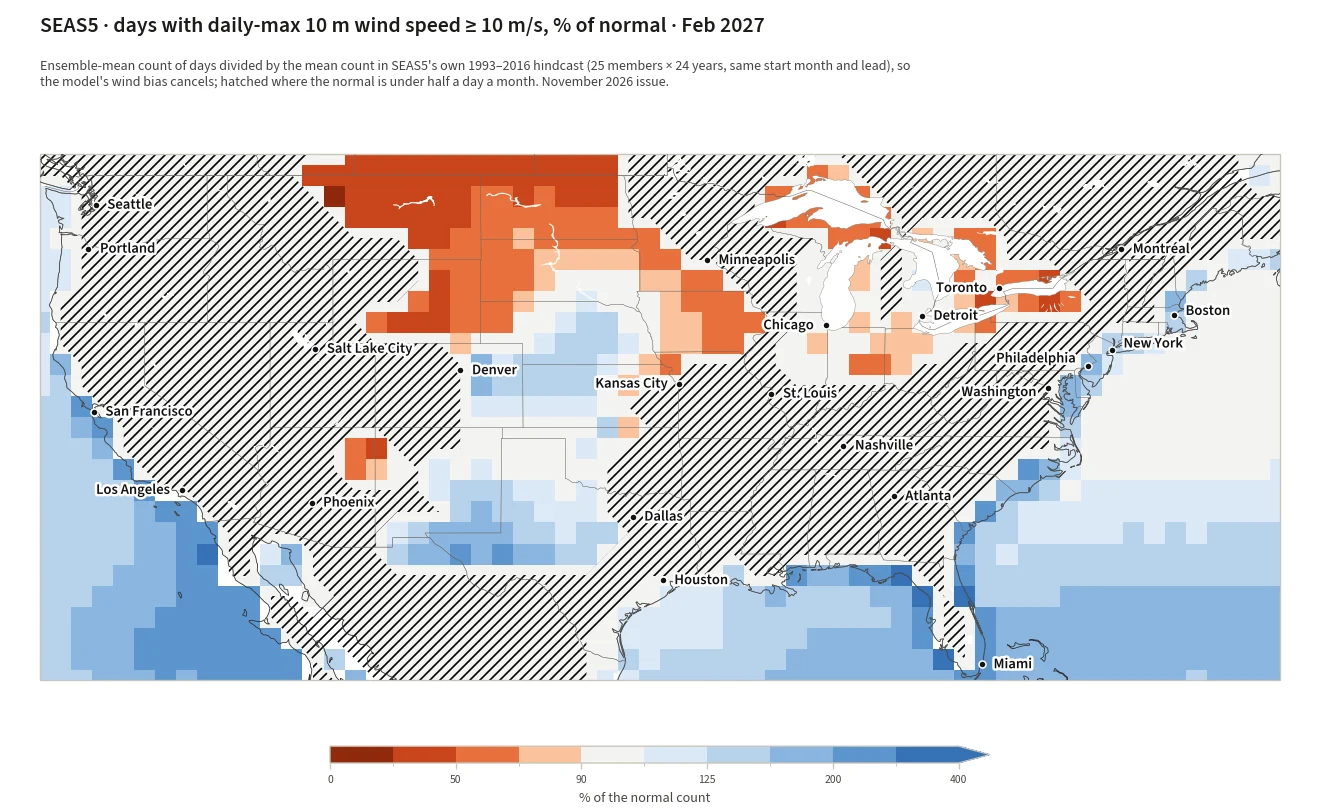 SEAS5 · days with daily-max 10 m wind speed ≥ 10 m/s, % of normal · Feb 2027
Ensemble-mean count of days divided by the mean count in SEAS5's own 1993–2016 hindcast (25 members × 24 years, same start month and lead), so
the model's wind bias cancels; hatched where the normal is under half a day a month. November 2026 issue.
Seattle
Portland
Montréal
Minneapolis
Toronto
Boston
Chicago
Detroit
New York
Salt Lake City
Philadelphia
Denver
Kansas City
Washington
St. Louis
San Francisco
Nashville
Los Angeles
Phoenix
Atlanta
Dallas
Houston
Miami
0 50 90 125 200 400
% of the normal count